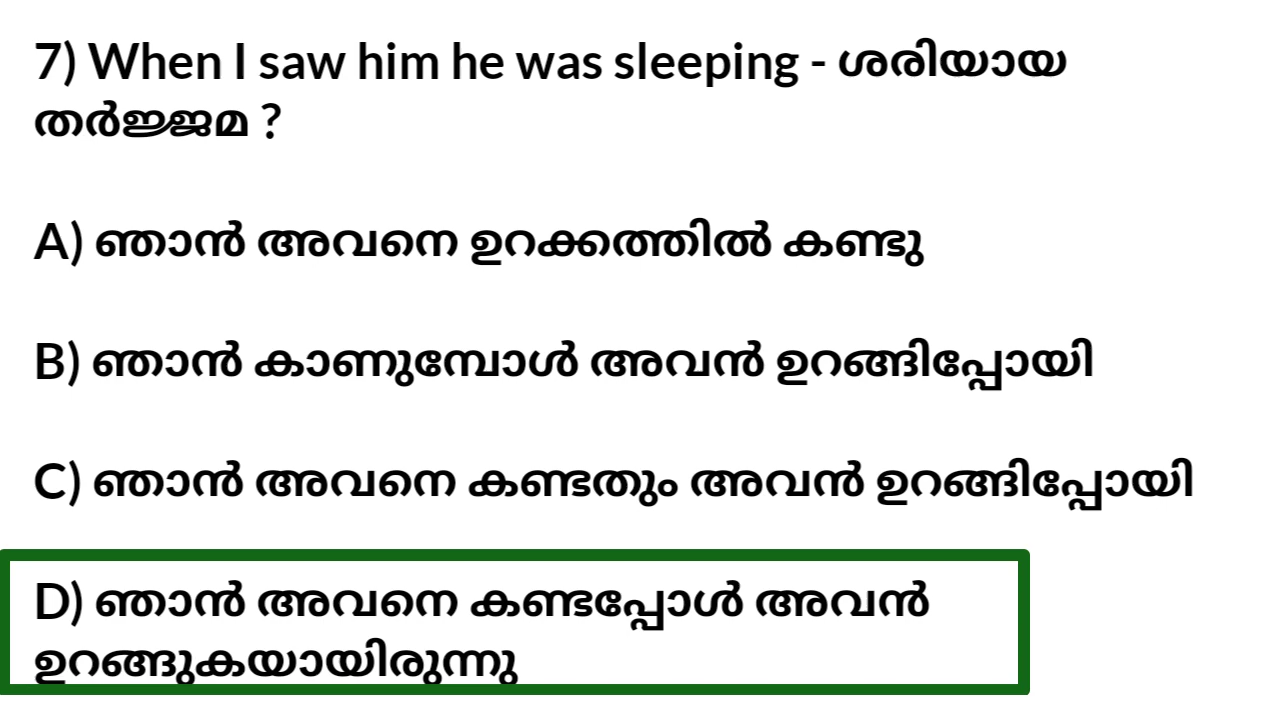 7) When I saw him he was sleeping - ശരിയായ
തർജ്ജമ ?
A) ഞാൻ അവനെ ഉറക്കത്തിൽ കണ്ടു
B) ഞാൻ കാണുമ്പോൾ അവൻ ഉറങ്ങിപ്പോയി
C) ഞാൻ അവനെ കണ്ടതും അവൻ ഉറങ്ങിപ്പോയി
D) ഞാൻ അവനെ കണ്ടപ്പോൾ അവൻ
ഉറങ്ങുകയായിരുന്നു